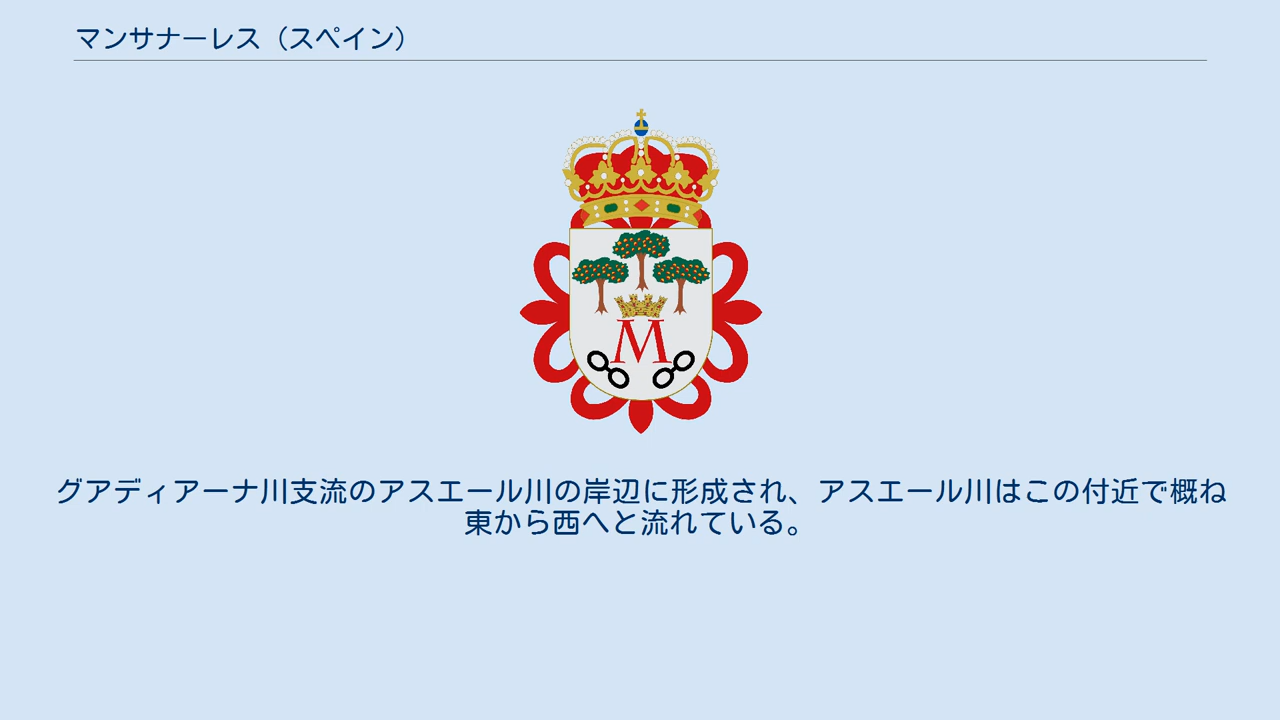 マンサナーレス（スペイン）
M
グアディアーナ川支流のアスエール川の岸辺に形成され、アスエール川はこの付近で概ね
東から西へと流れている。